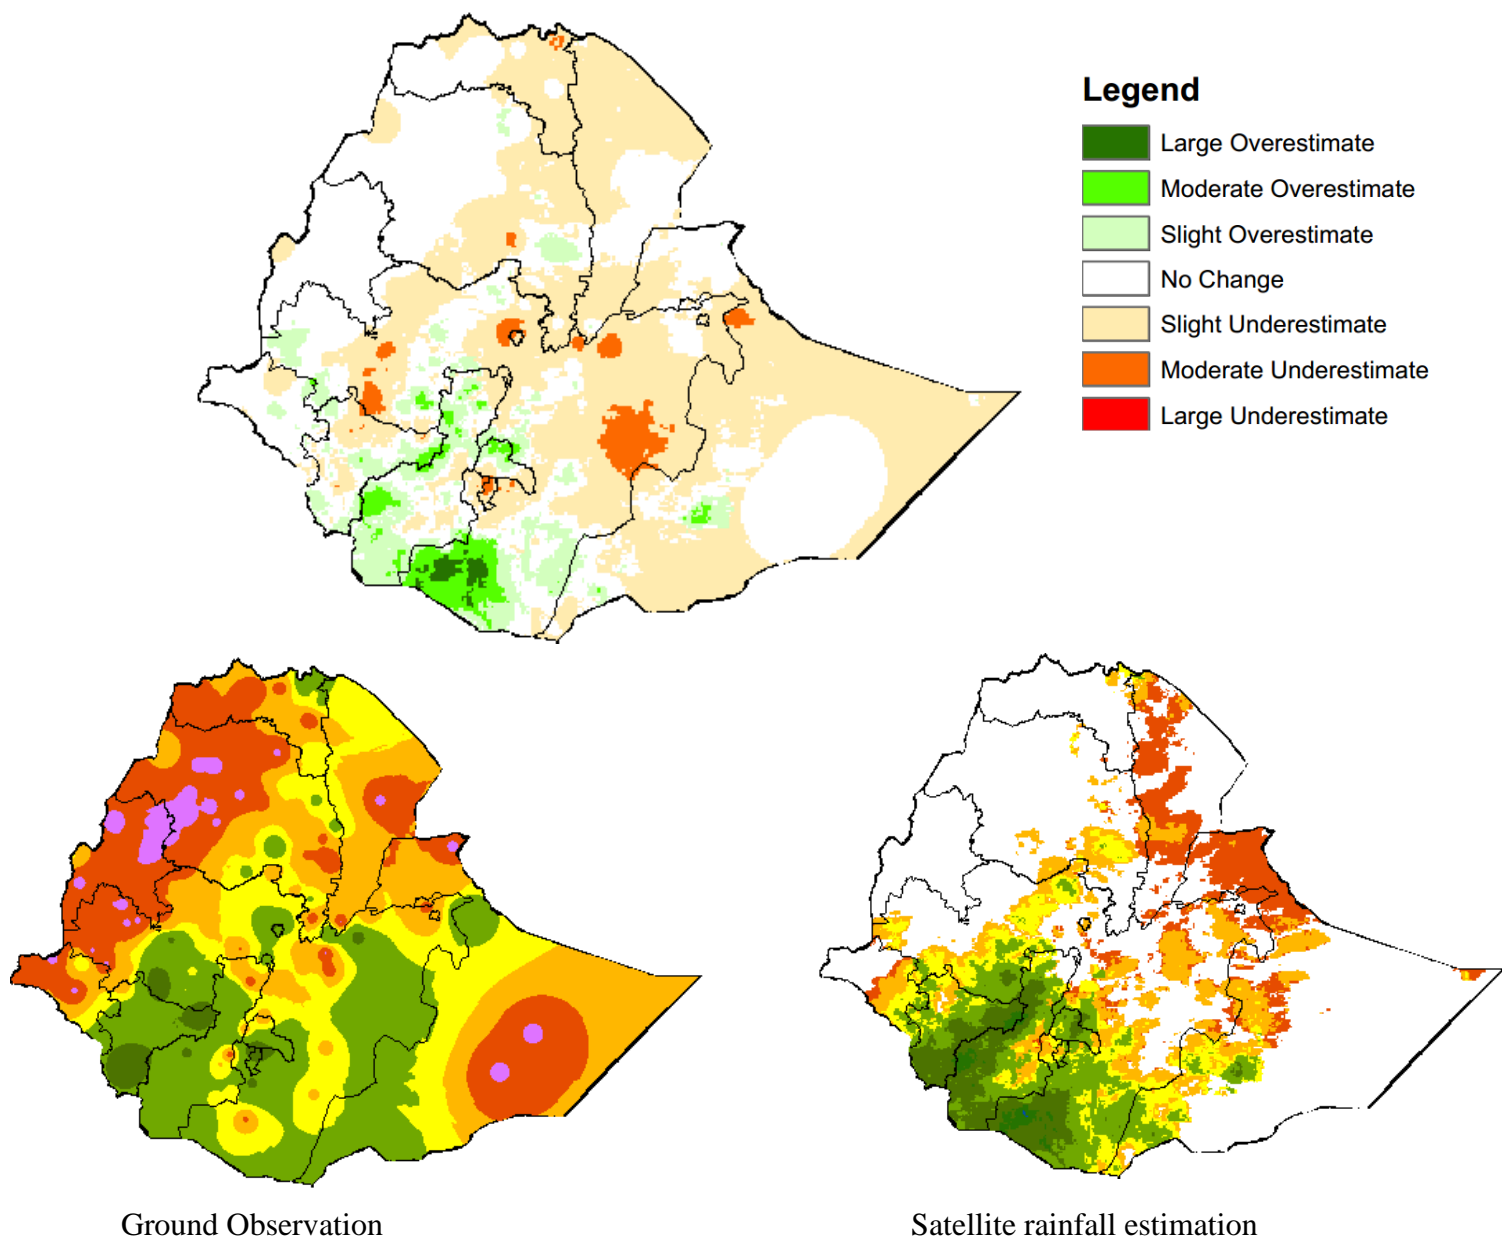 Legend
Large Overestimate
Moderate Overestimate
Slight Overestimate
No Change
Slight Underestimate
Moderate Underestimate
Large Underestimate
Ground Observation
Satellite rainfall estimation